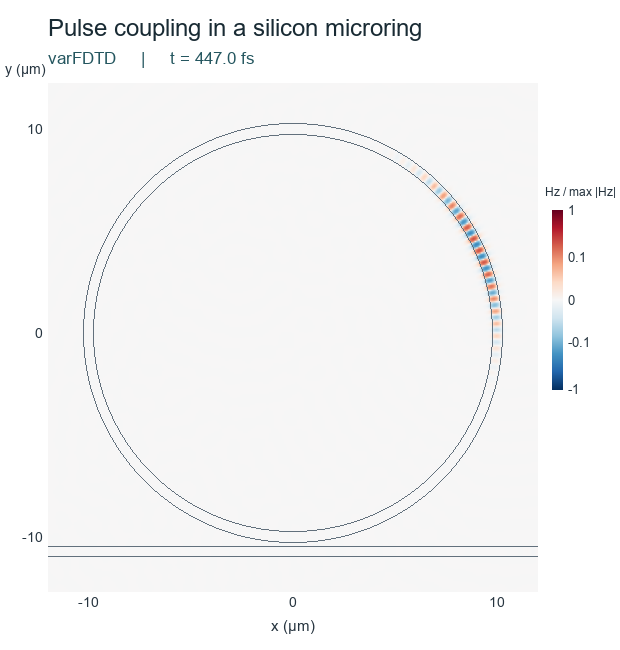 Pulse coupling in a silicon microring
varFDTD | t = 447.0 fs
y (μm)
10
0
-10
-10 0 10
x (μm)
Hz / max |Hz|
1
0.1
0
-0.1
-1